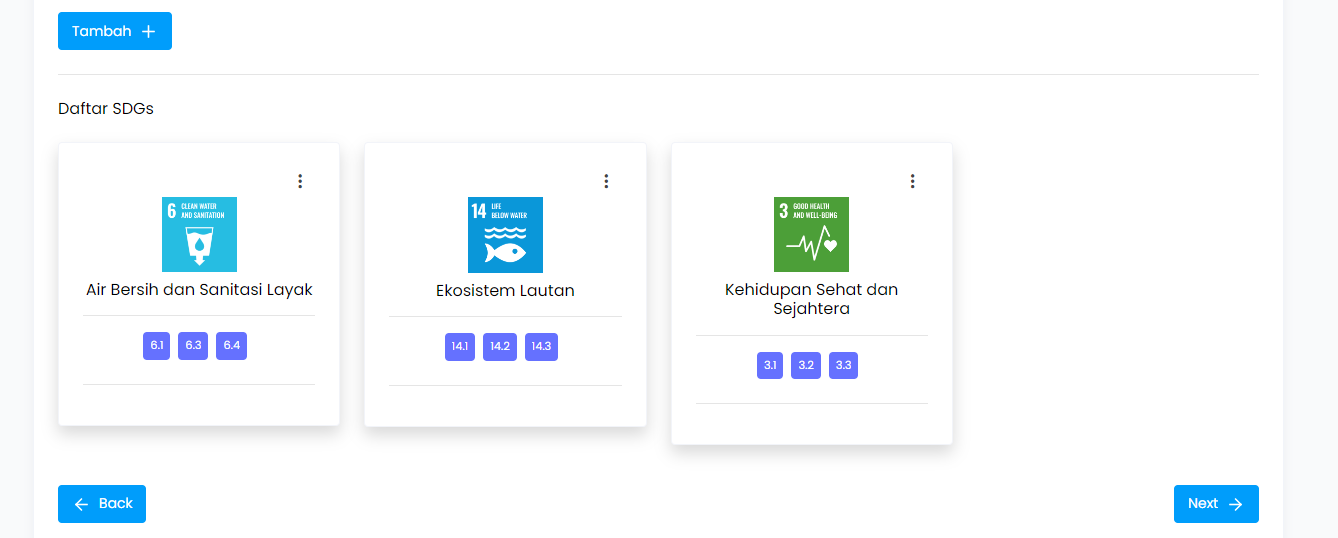 Tambah
Daftar SDGs
6 CLEAN WATER
AND SANITATION
Air Bersih dan Sanitasi Layak
6.1 6.3 6.4
14 LIFE
BELOW WATER
Ekosistem Lautan
14.1 14.2 14.3
3 GOOD HEALTH
AND WELL-BEING
Kehidupan Sehat dan
Sejahtera
3.1 3.2 3.3
Back
Next